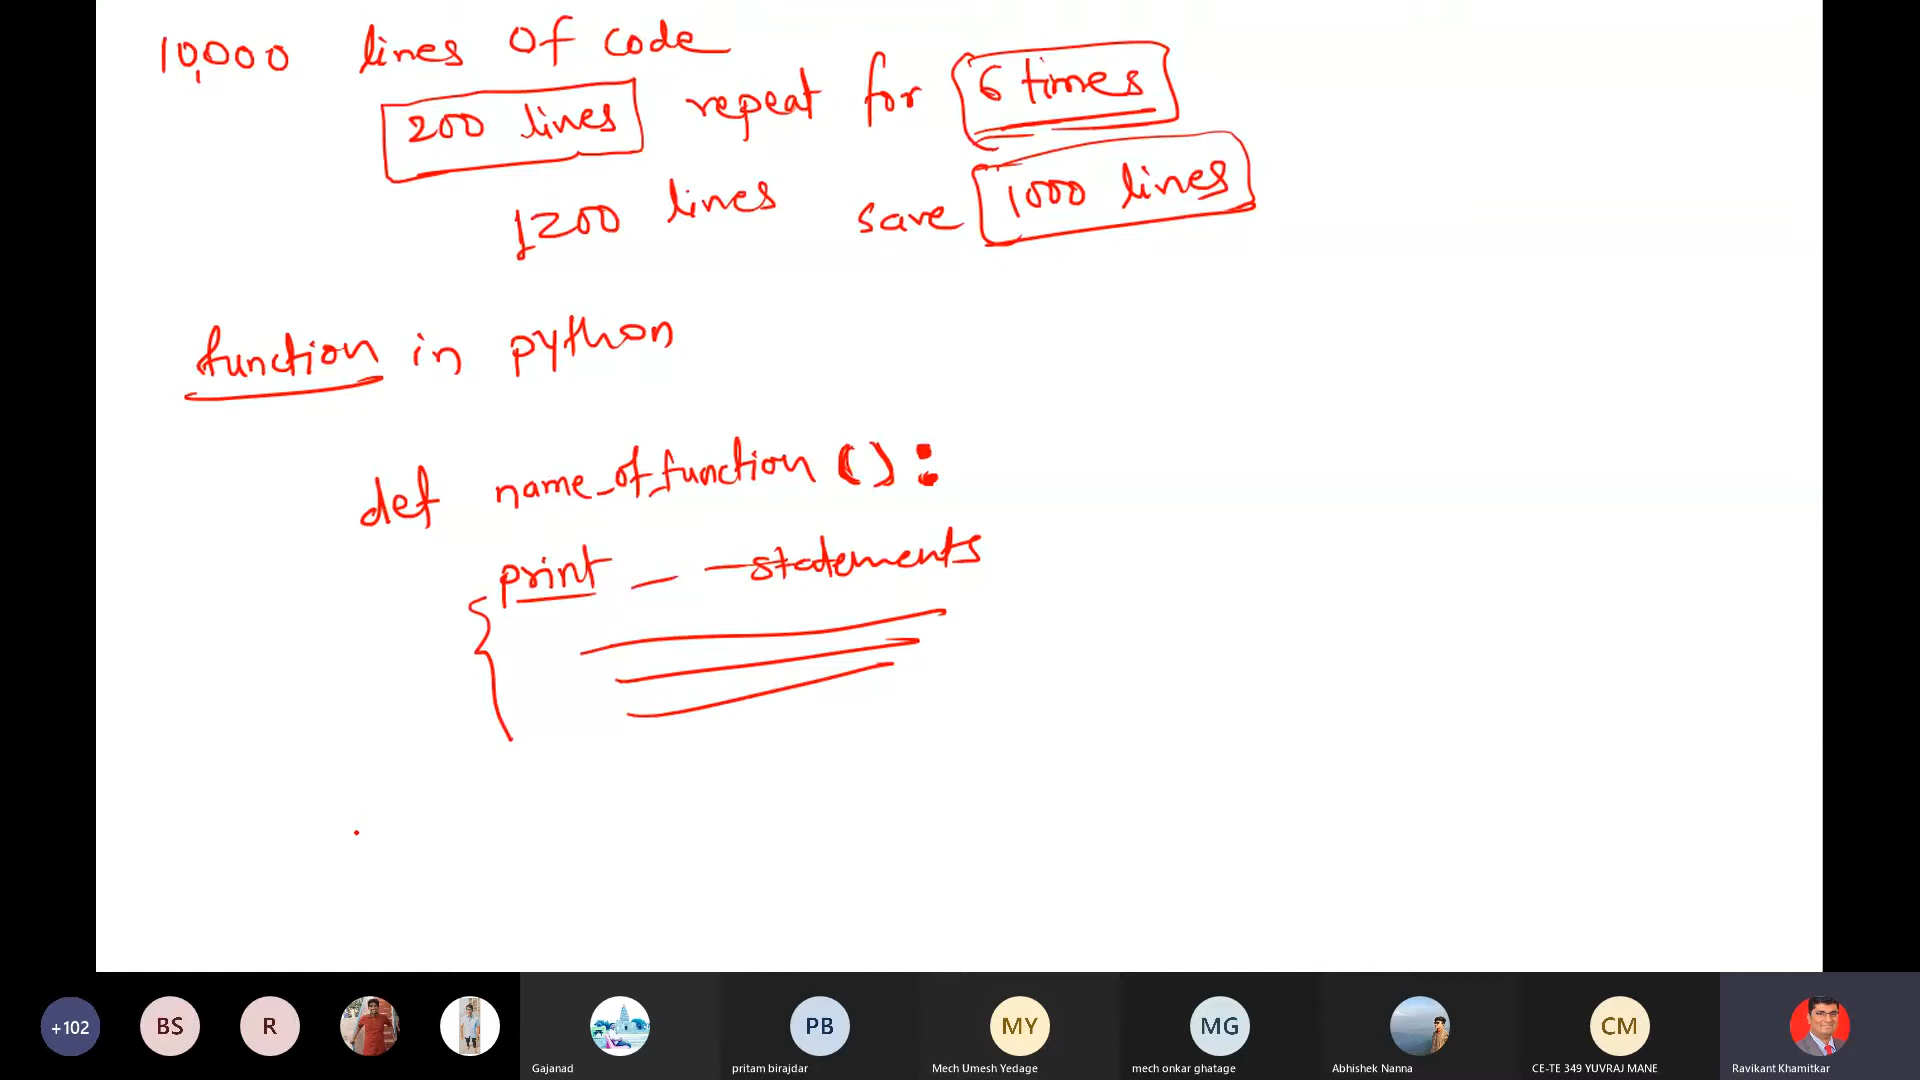 10,000 lines of code
200 lines repeat for 6 times
1200 lines save 1000 lines
function in python
def name_of_function ():
print _ _ statements
+102 BS R PB MY MG CM
Gajanad pritam birajdar Mech Umesh Yedage mech onkar ghatage Abhishek Nanna CE-TE 349 YUVRAJ MANE Ravikant Khamitkar